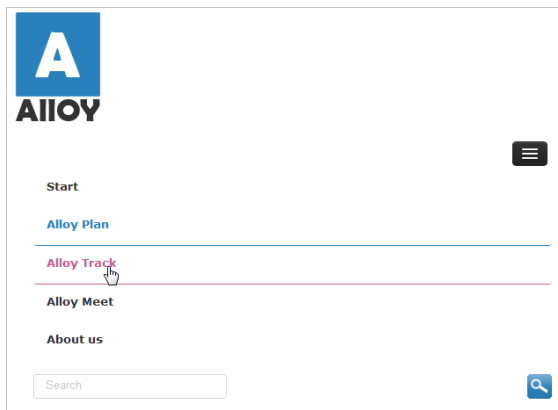 A
AllOY
Start
Alloy Plan
Alloy Track
Alloy Meet
About us
Search